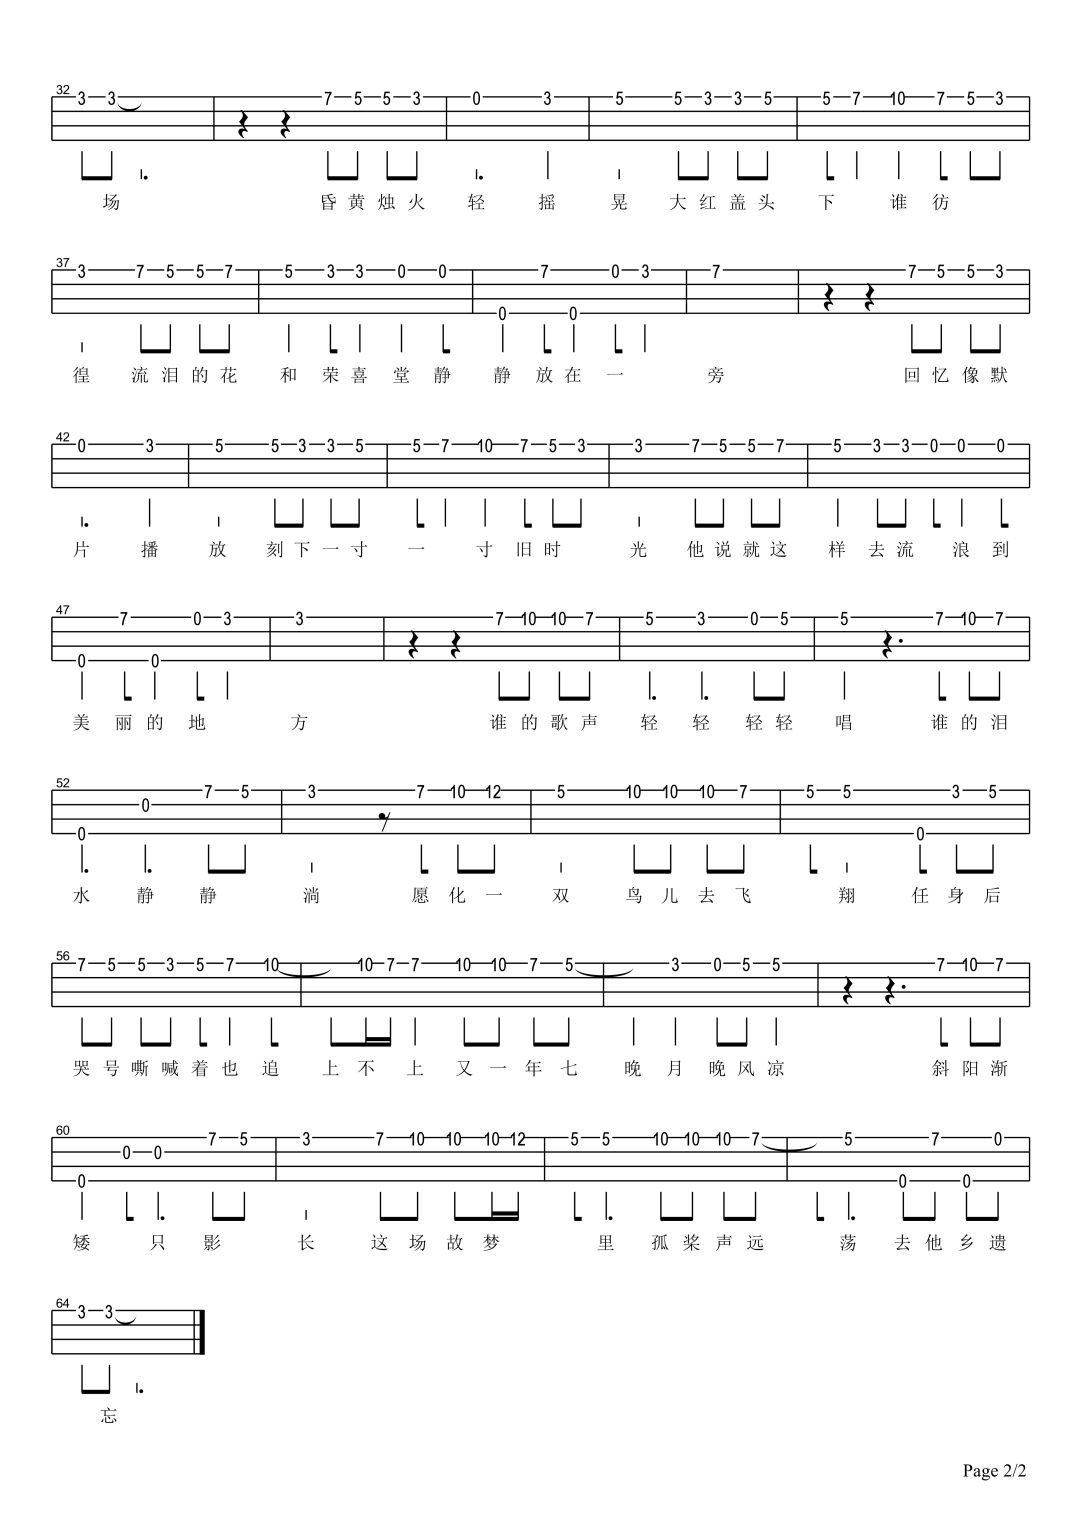 32 3 3 7 5 5 3 0 3 5 5 3 3 5 5 7 10 7 5 3
场 昏 黄 烛 火 轻 摇 晃 大 红 盖 头 下 谁 彷
37 3 7 5 5 7 5 3 3 0 0 0 7 0 0 3 7 7 5 5 3
徨 流 泪 的 花 和 荣 喜 堂 静 静 放 在 一 旁 回 忆 像 默
42 0 3 5 5 3 3 5 5 7 10 7 5 3 3 7 5 5 7 5 3 3 0 0 0
片 播 放 刻 下 一 寸 一 寸 旧 时 光 他 说 就 这 样 去 流 浪 到
47 0 7 0 0 3 3 7 10 10 7 5 3 0 5 5 7 10 7
美 丽 的 地 方 谁 的 歌 声 轻 轻 轻 轻 唱 谁 的 泪
52 0 0 7 5 3 7 10 12 5 10 10 10 7 5 5 0 3 5
水 静 静 淌 愿 化 一 双 鸟 儿 去 飞 翔 任 身 后
56 7 5 5 3 5 7 10 10 7 7 10 10 7 5 3 0 5 5 7 10 7
哭 号 嘶 喊 着 也 追 上 不 上 又 一 年 七 晚 月 晚 风 凉 斜 阳 渐
60 0 0 0 7 5 3 7 10 10 10 12 5 5 10 10 10 7 5 0 7 0 0
矮 只 影 长 这 场 故 梦 里 孤 桨 声 远 荡 去 他 乡 遗
64 3 3
忘
Page 2/2